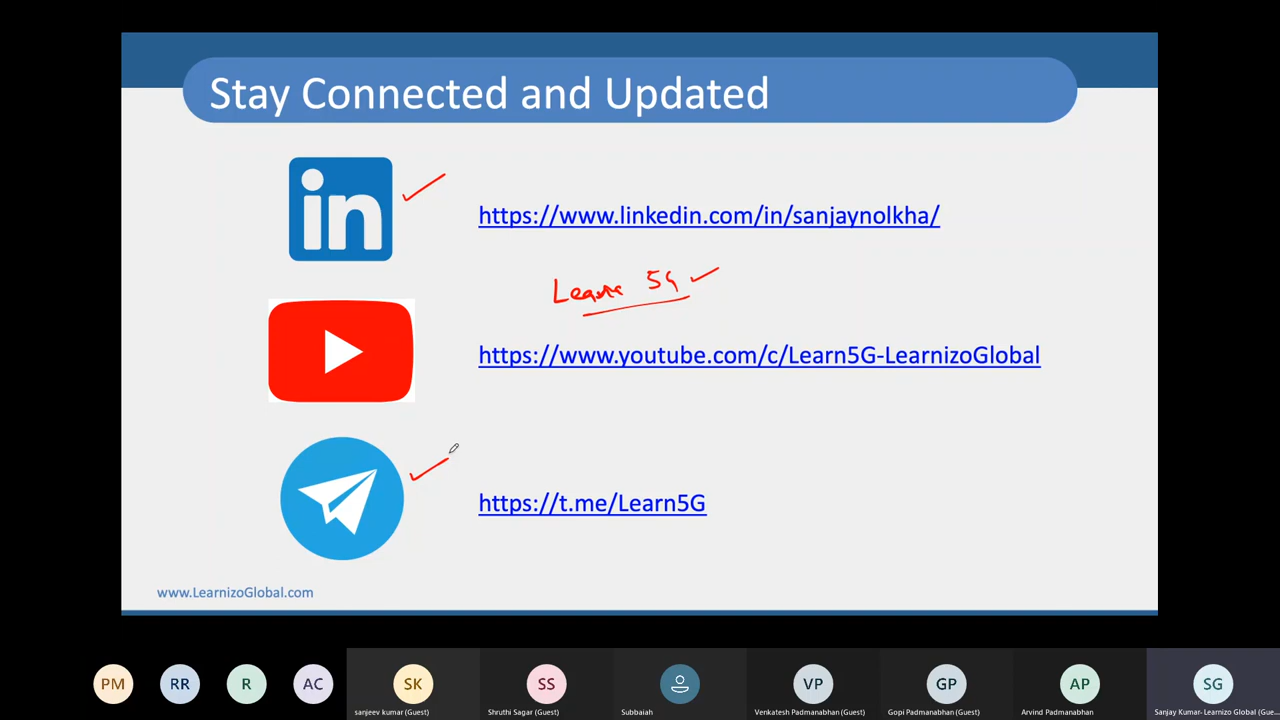 Stay Connected and Updated
in
https://www.linkedin.com/in/sanjaynolkha/
Learn 5G
https://www.youtube.com/c/Learn5G-LearnizoGlobal
https://t.me/Learn5G
www.LearnizoGlobal.com
PM RR R AC SK SS VP GP AP SG
sanjeev kumar (Guest) Shruthi Sagar (Guest) Subbaiah Venkatesh Padmanabhan (Guest) Gopi Padmanabhan (Guest) Arvind Padmanabhan Sanjay Kumar- Learnizo Global (Gue...